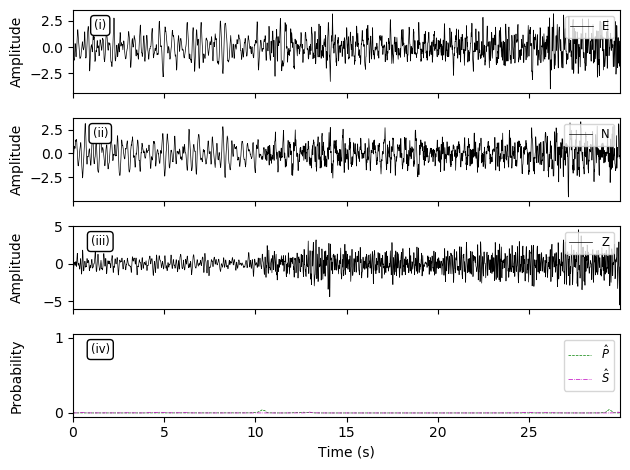 (i)
E
2.5
0.0
−2.5
Amplitude
(ii)
N
2.5
0.0
−2.5
Amplitude
(iii)
Z
5
0
−5
Amplitude
(iv)
P̂
Ŝ
1
0
Probability
0 5 10 15 20 25
Time (s)